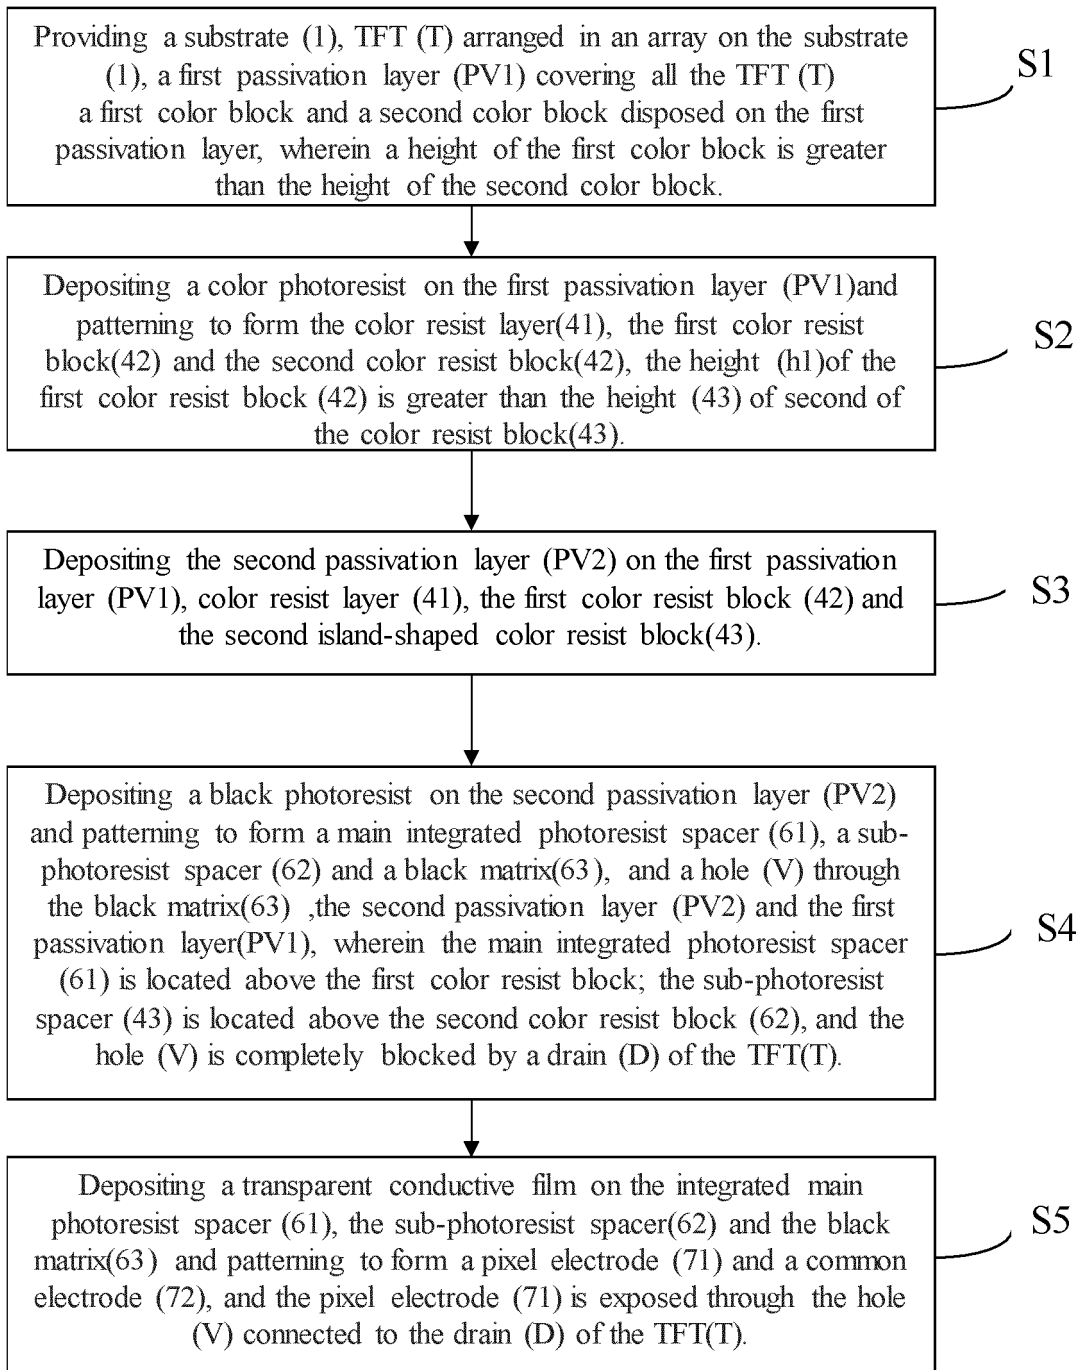 Providing a substrate (1), TFT (T) arranged in an array on the substrate
(1), a first passivation layer (PV1) covering all the TFT (T)
a first color block and a second color block disposed on the first
passivation layer, wherein a height of the first color block is greater
than the height of the second color block.
S1
Depositing a color photoresist on the first passivation layer (PV1)and
patterning to form the color resist layer(41), the first color resist
block(42) and the second color resist block(42), the height (h1)of the
first color resist block (42) is greater than the height (43) of second of
the color resist block(43).
S2
Depositing the second passivation layer (PV2) on the first passivation
layer (PV1), color resist layer (41), the first color resist block (42) and
the second island-shaped color resist block(43).
S3
Depositing a black photoresist on the second passivation layer (PV2)
and patterning to form a main integrated photoresist spacer (61), a sub-
photoresist spacer (62) and a black matrix(63), and a hole (V) through
the black matrix(63) ,the second passivation layer (PV2) and the first
passivation layer(PV1), wherein the main integrated photoresist spacer
(61) is located above the first color resist block; the sub-photoresist
spacer (43) is located above the second color resist block (62), and the
hole (V) is completely blocked by a drain (D) of the TFT(T).
S4
Depositing a transparent conductive film on the integrated main
photoresist spacer (61), the sub-photoresist spacer(62) and the black
matrix(63) and patterning to form a pixel electrode (71) and a common
electrode (72), and the pixel electrode (71) is exposed through the hole
(V) connected to the drain (D) of the TFT(T).
S5